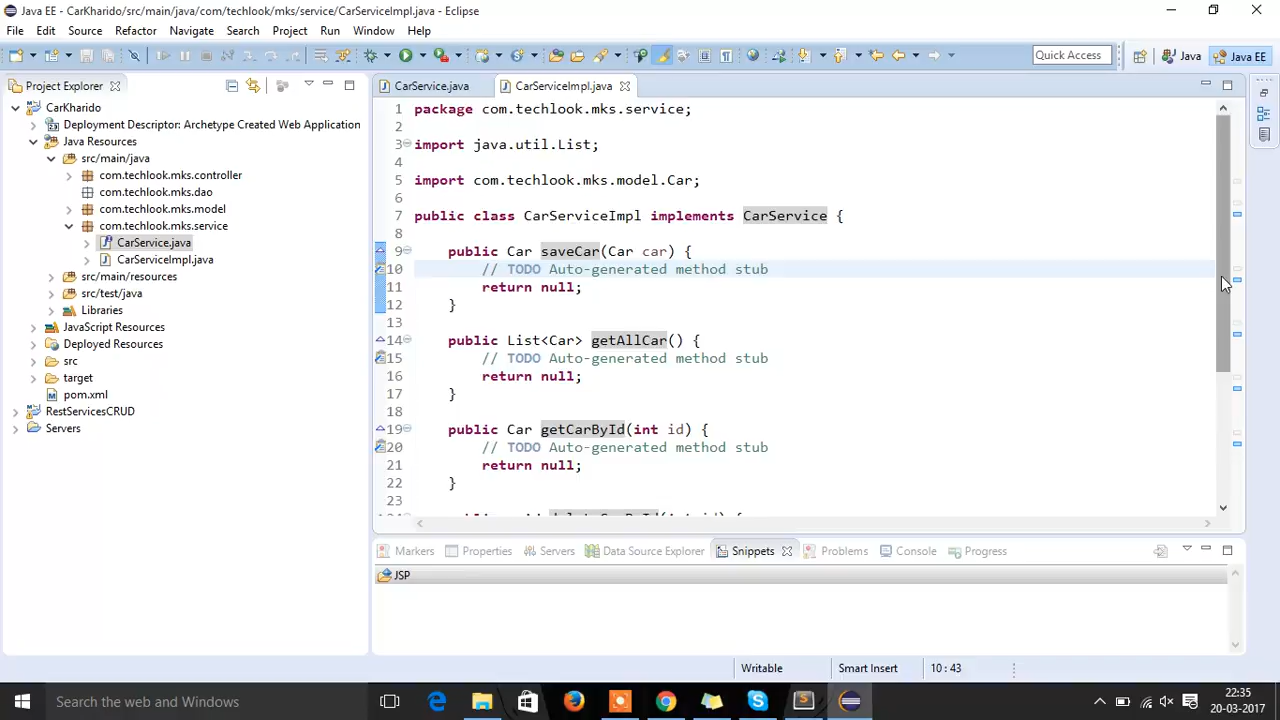 Java EE - CarKharido/src/main/java/com/techlook/mks/service/CarServiceImpl.java - Eclipse
File Edit Source Refactor Navigate Search Project Run Window Help
Quick Access Java Java EE
Project Explorer
CarKharido
Deployment Descriptor: Archetype Created Web Application
Java Resources
src/main/java
com.techlook.mks.controller
com.techlook.mks.dao
com.techlook.mks.model
com.techlook.mks.service
CarService.java
CarServiceImpl.java
src/main/resources
src/test/java
Libraries
JavaScript Resources
Deployed Resources
src
target
pom.xml
RestServicesCRUD
Servers
CarService.java CarServiceImpl.java
1 package com.techlook.mks.service;
2
3 import java.util.List;
4
5 import com.techlook.mks.model.Car;
6
7 public class CarServiceImpl implements CarService {
8
9 public Car saveCar(Car car) {
10 // TODO Auto-generated method stub
11 return null;
12 }
13
14 public List<Car> getAllCar() {
15 // TODO Auto-generated method stub
16 return null;
17 }
18
19 public Car getCarById(int id) {
20 // TODO Auto-generated method stub
21 return null;
22 }
23
Markers Properties Servers Data Source Explorer Snippets Problems Console Progress
JSP
Writable Smart Insert 10 : 43
Search the web and Windows
22:35
20-03-2017